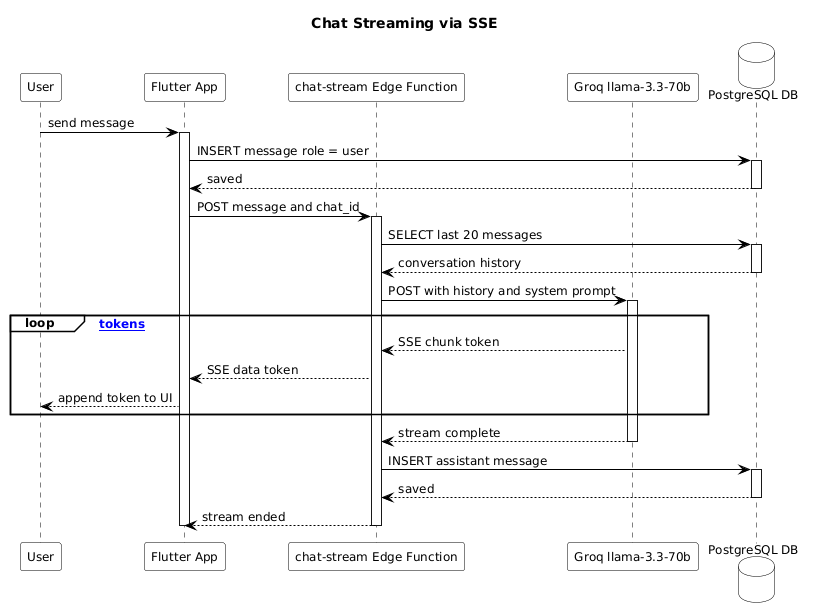 Chat Streaming via SSE
User
Flutter App
chat-stream Edge Function
Groq llama-3.3-70b
PostgreSQL DB
send message
INSERT message role = user
saved
POST message and chat_id
SELECT last 20 messages
conversation history
POST with history and system prompt
loop tokens
SSE chunk token
SSE data token
append token to UI
stream complete
INSERT assistant message
saved
stream ended
User
Flutter App
chat-stream Edge Function
Groq llama-3.3-70b
PostgreSQL DB